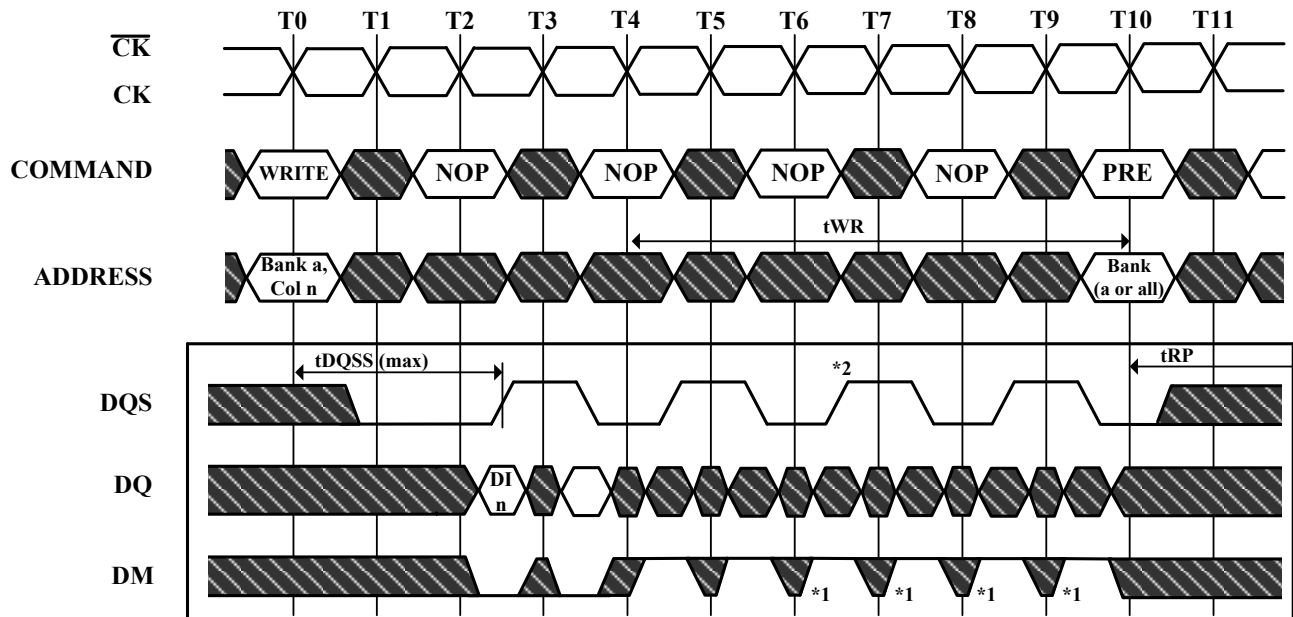 T0 T1 T2 T3 T4 T5 T6 T7 T8 T9 T10 T11
CK
CK
COMMAND
WRITE NOP NOP NOP NOP PRE
tWR
ADDRESS
Bank a,
Col n
Bank
(a or all)
tDQSS (max)
*2
tRP
DQS
DQ
DI
n
DM
*1 *1 *1 *1